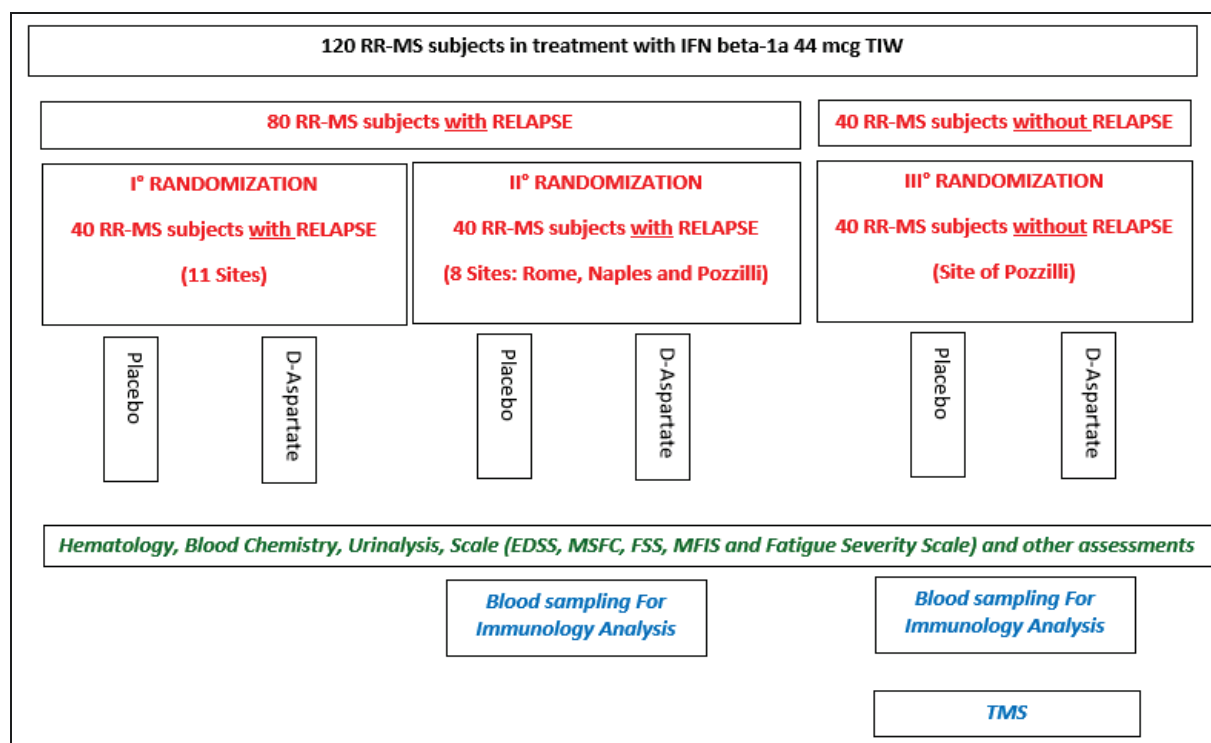 120 RR-MS subjects in treatment with IFN beta-1a 44 mcg TIW
80 RR-MS subjects with RELAPSE
40 RR-MS subjects without RELAPSE
I° RANDOMIZATION
40 RR-MS subjects with RELAPSE
(11 Sites)
II° RANDOMIZATION
40 RR-MS subjects with RELAPSE
(8 Sites: Rome, Naples and Pozzilli)
III° RANDOMIZATION
40 RR-MS subjects without RELAPSE
(Site of Pozzilli)
Placebo
D-Aspartate
Placebo
D-Aspartate
Placebo
D-Aspartate
Hematology, Blood Chemistry, Urinalysis, Scale (EDSS, MSFC, FSS, MFIS and Fatigue Severity Scale) and other assessments
Blood sampling For
Immunology Analysis
Blood sampling For
Immunology Analysis
TMS